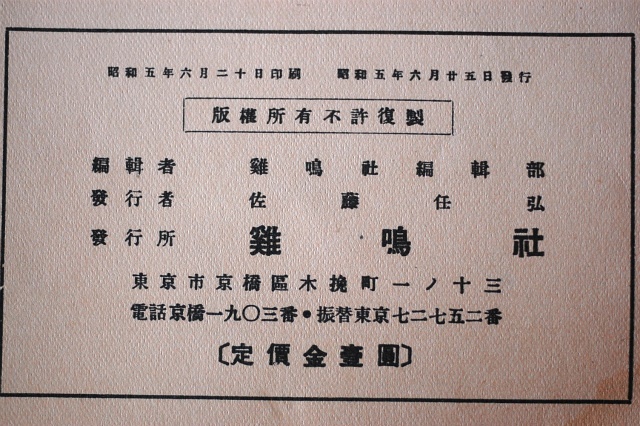 昭和五年六月二十日印刷　昭和五年六月廿五日發行
版權所有不許復製
編輯者　雞鳴社編輯部
發行者　佐藤任弘
發行所　雞鳴社
東京市京橋區木挽町一ノ十三
電話京橋一九〇三番・振替東京七二七五二番
〔定價金壹圓〕